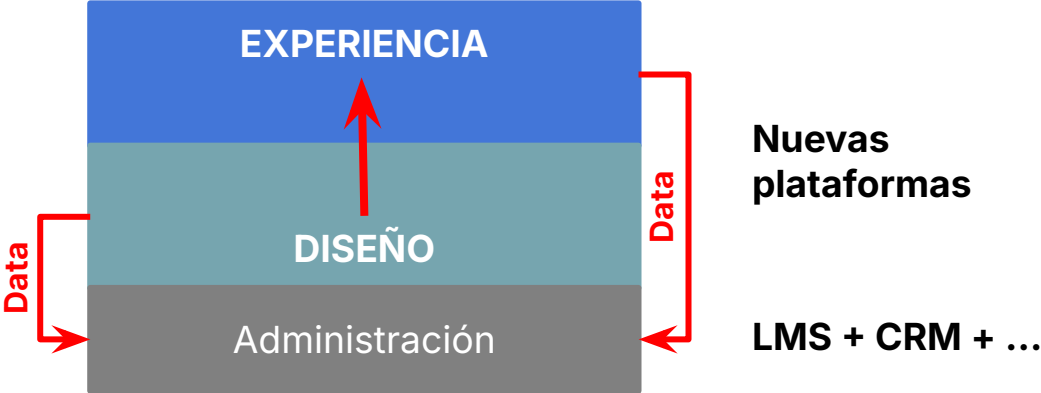 EXPERIENCIA
Nuevas
plataformas
Data
DISEÑO
Data
Administración
LMS + CRM + ...